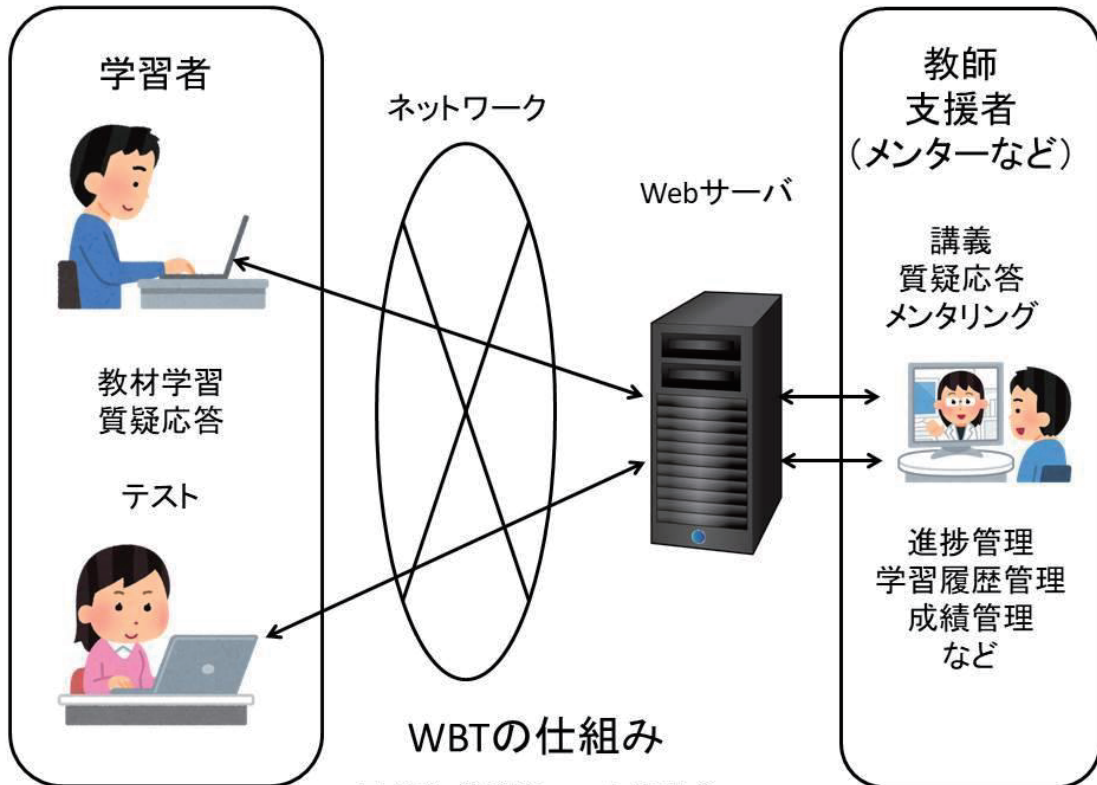 学習者
教材学習
質疑応答
テスト
ネットワーク
Webサーバ
教師
支援者
（メンターなど）
講義
質疑応答
メンタリング
進捗管理
学習履歴管理
成績管理
など
WBTの仕組み